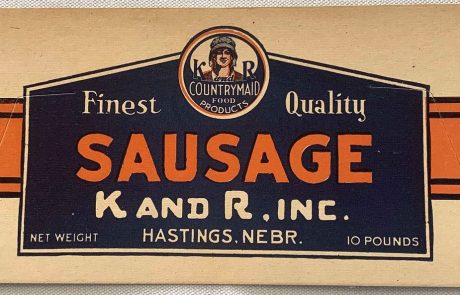 K R
COUNTRYMAID
FOOD
PRODUCTS
Finest Quality
SAUSAGE
K AND R, INC.
HASTINGS, NEBR.
NET WEIGHT 10 POUNDS